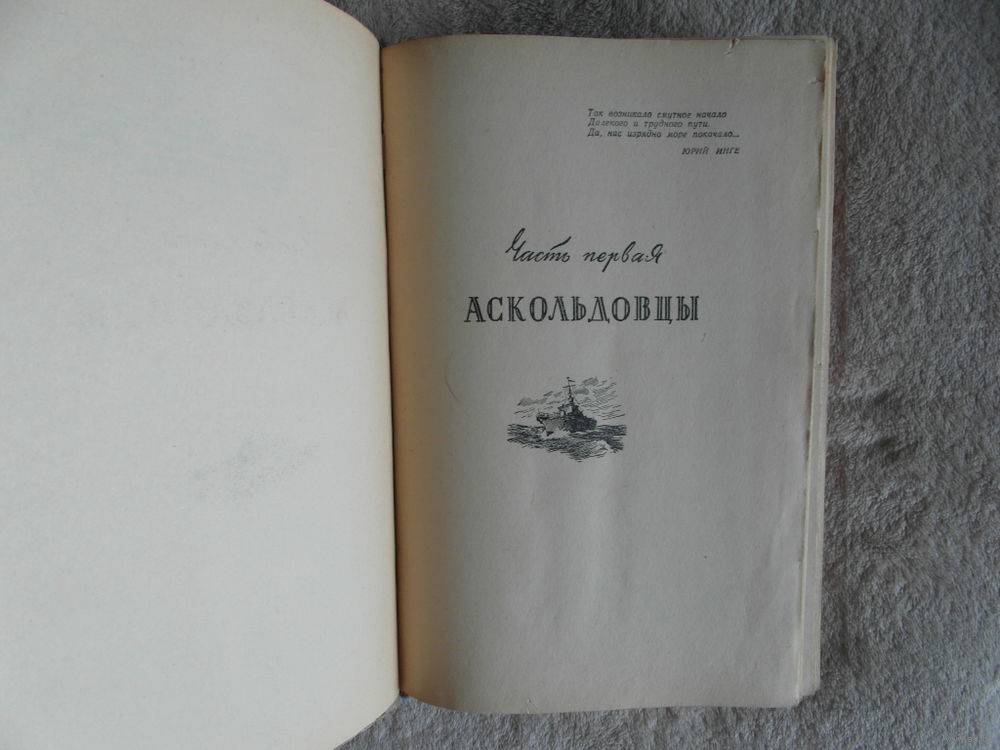 Так возникало смутное начало
Далекого и трудного пути.
Да, нас изрядно море покачало...
ЮРИЙ ИНГЕ
Часть первая
АСКОЛЬДОВЦЫ